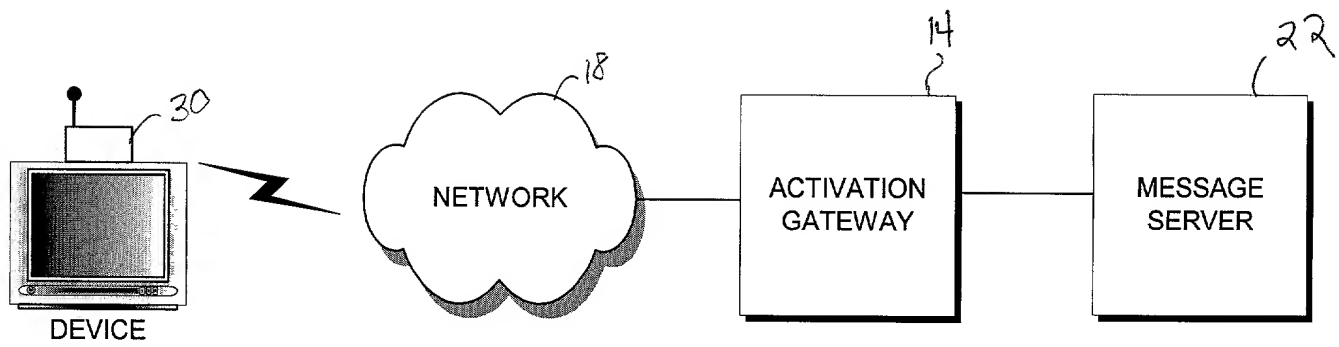 30
18
14
22
DEVICE
NETWORK
ACTIVATION
GATEWAY
MESSAGE
SERVER